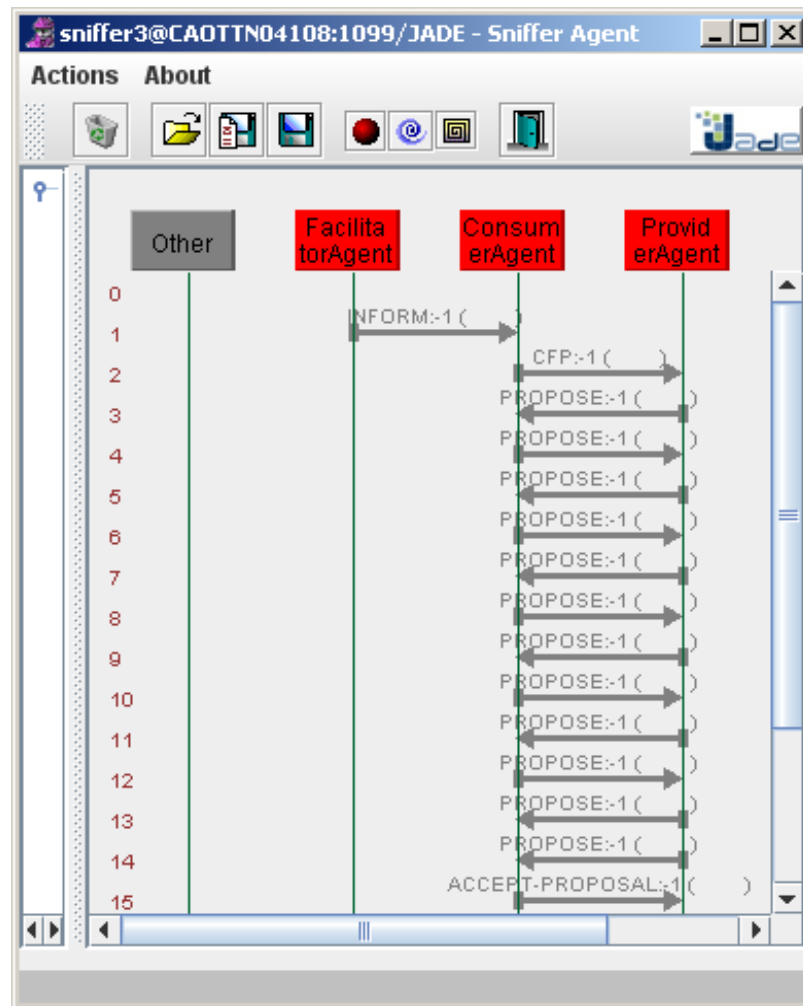 sniffer3@CAOTTN04108:1099/JADE - Sniffer Agent
Actions About
Jade
Other
Facilita
torAgent
Consum
erAgent
Provid
erAgent
0
INFORM:-1 ( )
1
CFP:-1 ( )
2
PROPOSE:-1 ( )
3
PROPOSE:-1 ( )
4
PROPOSE:-1 ( )
5
PROPOSE:-1 ( )
6
PROPOSE:-1 ( )
7
PROPOSE:-1 ( )
8
PROPOSE:-1 ( )
9
PROPOSE:-1 ( )
10
PROPOSE:-1 ( )
11
PROPOSE:-1 ( )
12
PROPOSE:-1 ( )
13
PROPOSE:-1 ( )
14
ACCEPT-PROPOSAL:-1 ( )
15